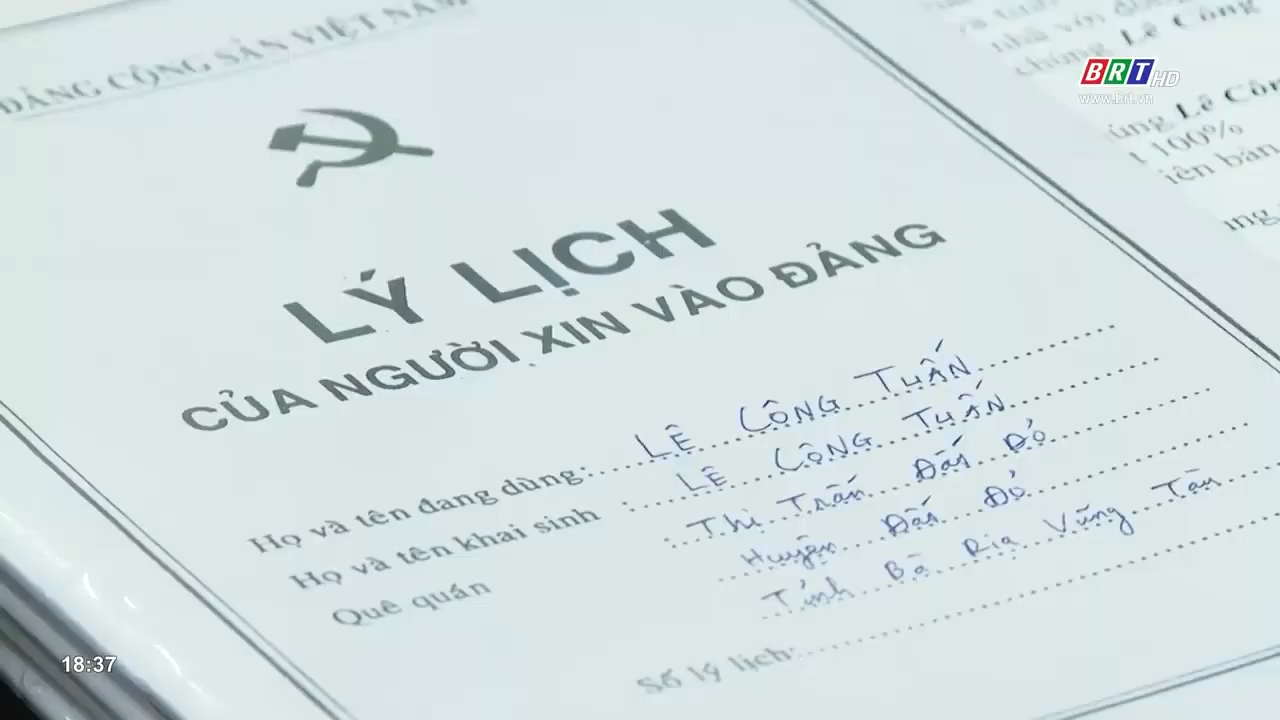 ĐẢNG CỘNG SẢN VIỆT NAM
LÝ LỊCH
CỦA NGƯỜI XIN VÀO ĐẢNG
Họ và tên đang dùng: LÊ CÔNG TUẤN
Họ và tên khai sinh : LÊ CÔNG TUẤN
Quê quán : Thị Trấn Đất Đỏ
Huyện Đất Đỏ
Tỉnh Bà Rịa Vũng Tàu
Số lý lịch:
nhà với
chúng Lê Công
Lê Côn
100%
BRT HD
www.brt.vn
18:37